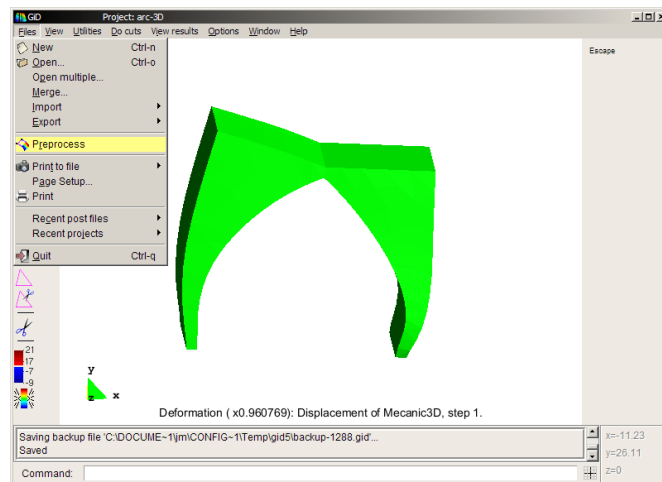 GiD Project: arc-3D
Files View Utilities Do cuts View results Options Window Help
New Ctrl-n
Open... Ctrl-o
Open multiple...
Merge...
Import
Export
Preprocess
Print to file
Page Setup...
Print
Recent post files
Recent projects
Quit Ctrl-q
Escape
21
17
-7
-9
y
z x
Deformation ( x0.960769): Displacement of Mecanic3D, step 1.
Saving backup file 'C:\DOCUME~1\jm\CONFIG~1\Temp\gid5\backup-1288.gid'...
Saved
Command:
x=-11.23
y=26.11
z=0